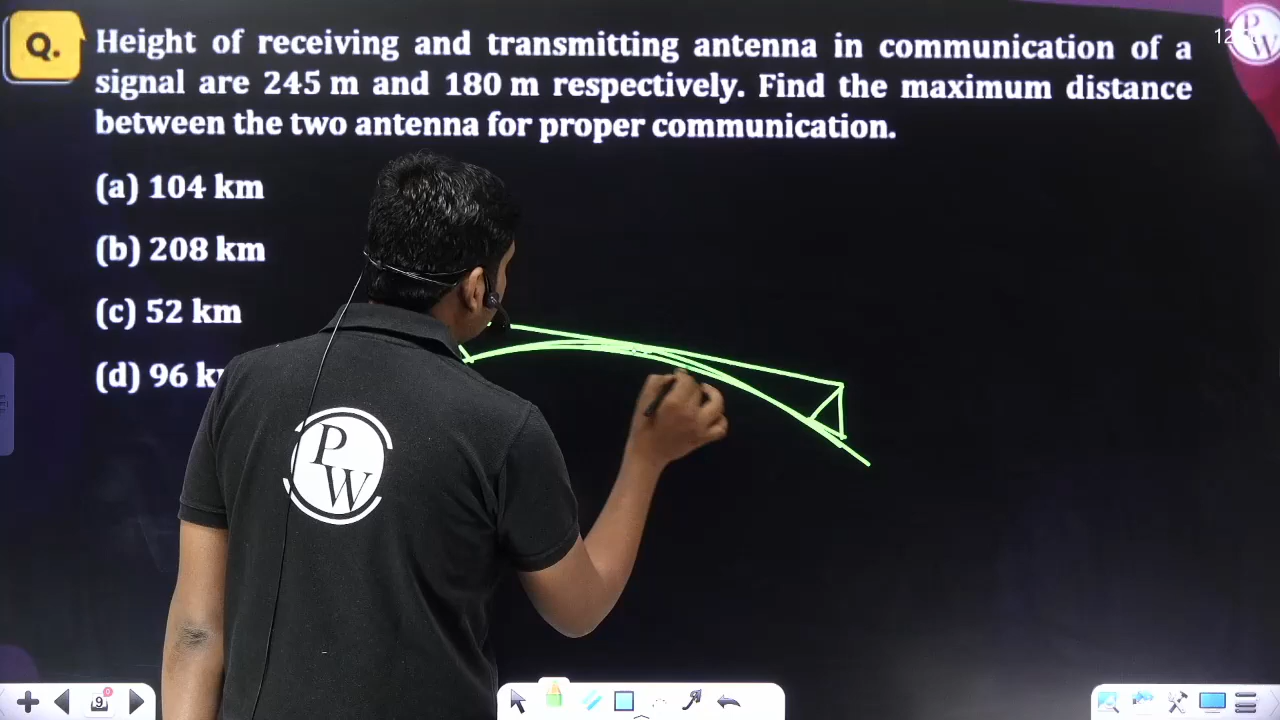 Q.
Height of receiving and transmitting antenna in communication of a
signal are 245 m and 180 m respectively. Find the maximum distance
between the two antenna for proper communication.
(a) 104 km
(b) 208 km
(c) 52 km
(d) 96
P
W
P
W
9